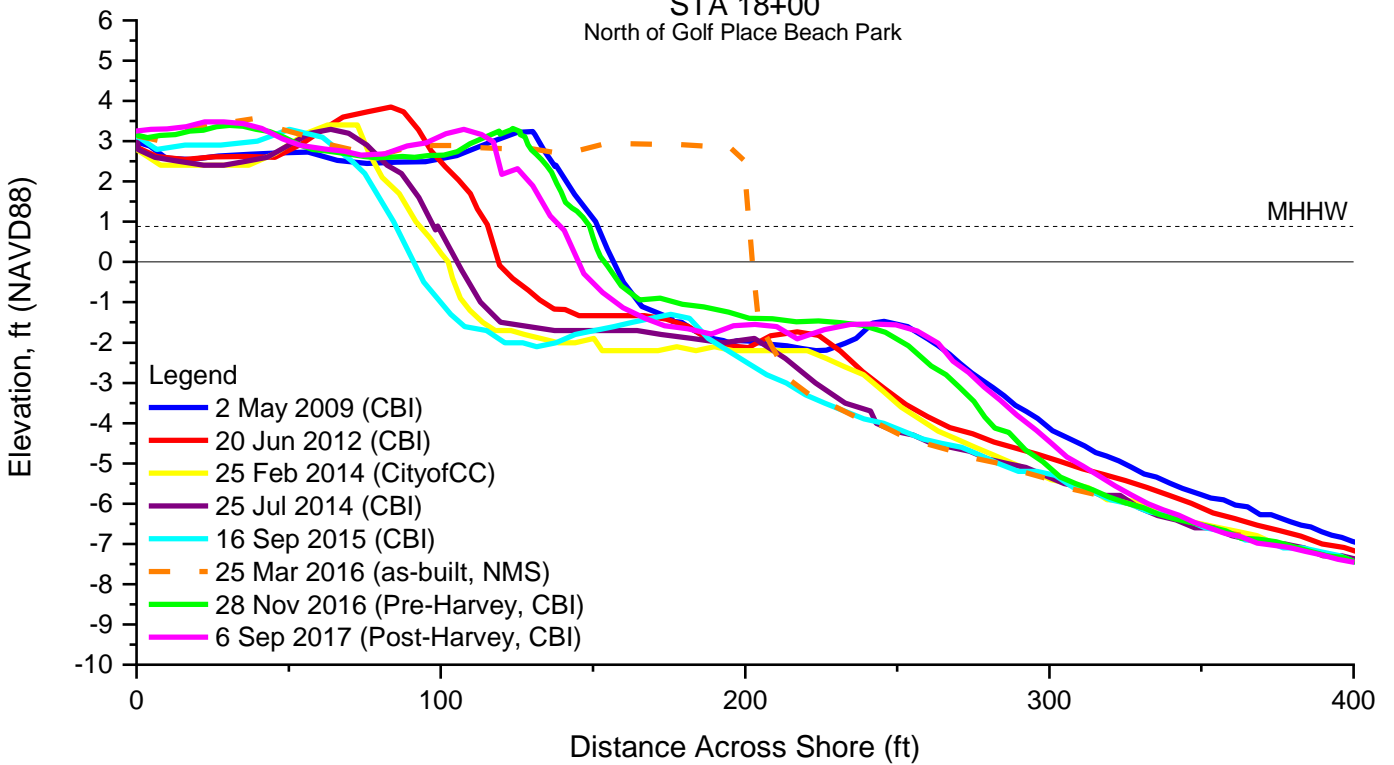 STA 18+00
North of Golf Place Beach Park
6
5
4
3
2
1
0
-1
-2
-3
-4
-5
-6
-7
-8
-9
-10
Elevation, ft (NAVD88)
MHHW
Legend
2 May 2009 (CBI)
20 Jun 2012 (CBI)
25 Feb 2014 (CityofCC)
25 Jul 2014 (CBI)
16 Sep 2015 (CBI)
25 Mar 2016 (as-built, NMS)
28 Nov 2016 (Pre-Harvey, CBI)
6 Sep 2017 (Post-Harvey, CBI)
0 100 200 300 400
Distance Across Shore (ft)